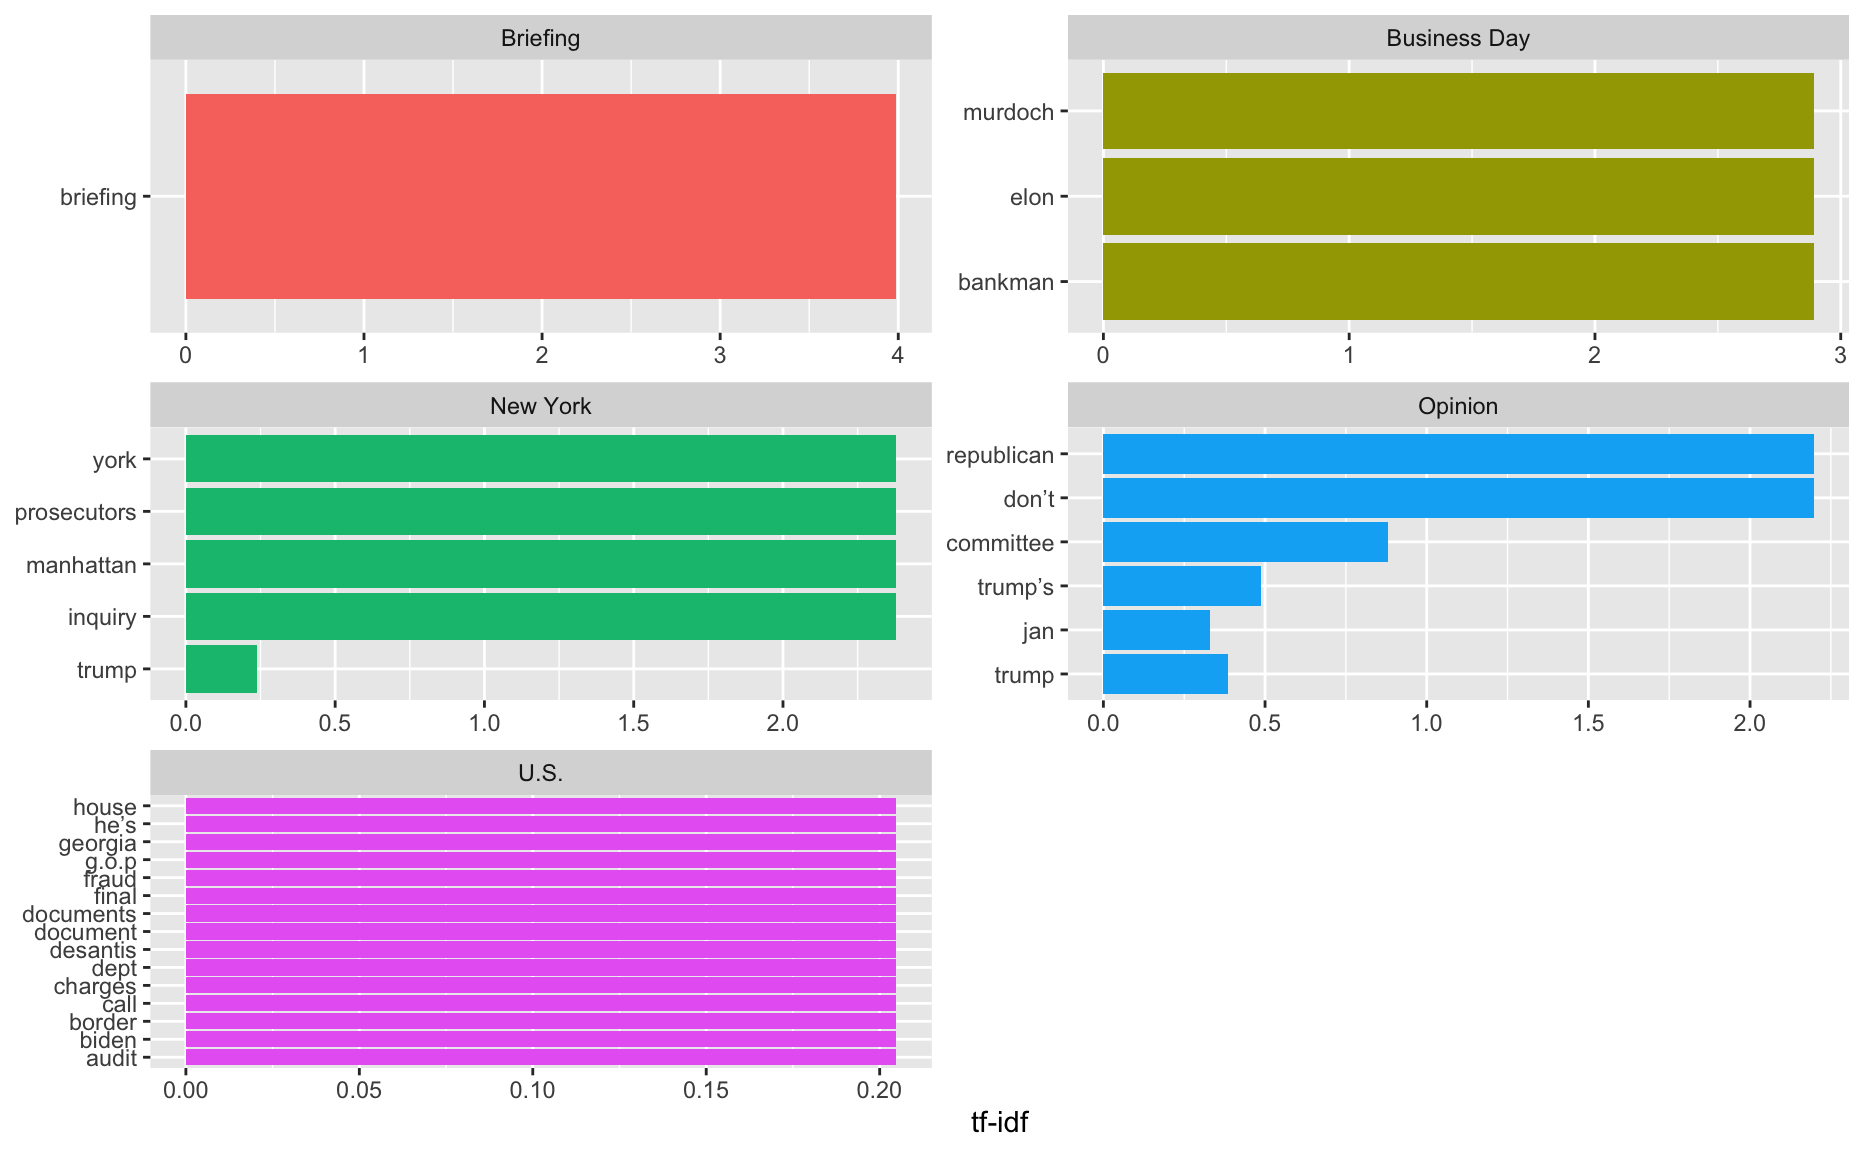 Briefing
briefing
0 1 2 3 4
Business Day
murdoch
elon
bankman
0 1 2 3
New York
york
prosecutors
manhattan
inquiry
trump
0.0 0.5 1.0 1.5 2.0
Opinion
republican
don’t
committee
trump’s
jan
trump
0.0 0.5 1.0 1.5 2.0
U.S.
house
he’s
georgia
g.o.p
fraud
final
documents
document
desantis
dept
charges
call
border
biden
audit
0.00 0.05 0.10 0.15 0.20
tf-idf